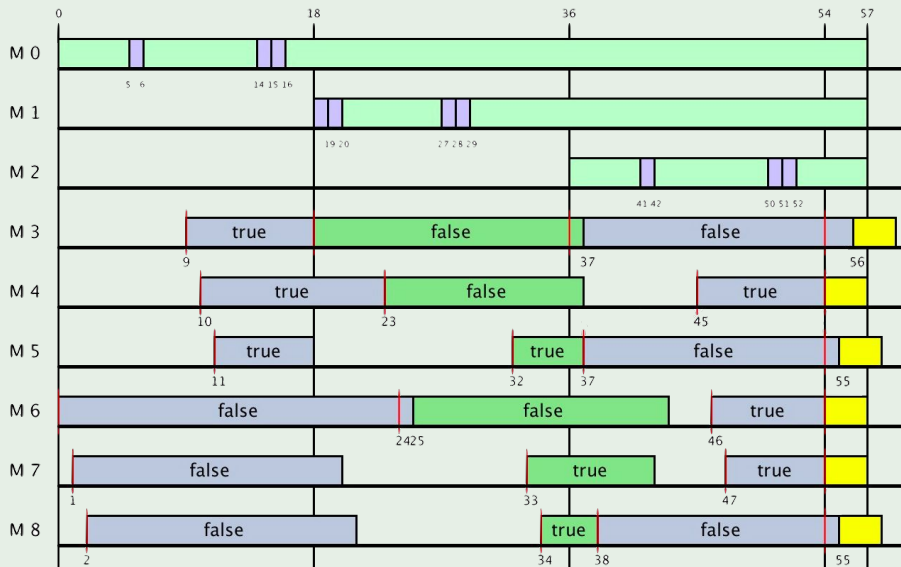 0 18 36 54 57
M 0
5 6 14 15 16
M 1
19 20 27 28 29
M 2
41 42 50 51 52
M 3 true false false
9 37 56
M 4 true false true
10 23 45
M 5 true true false
11 32 37 55
M 6 false false true
24 25 46
M 7 false true true
1 33 47
M 8 false true false
2 34 38 55